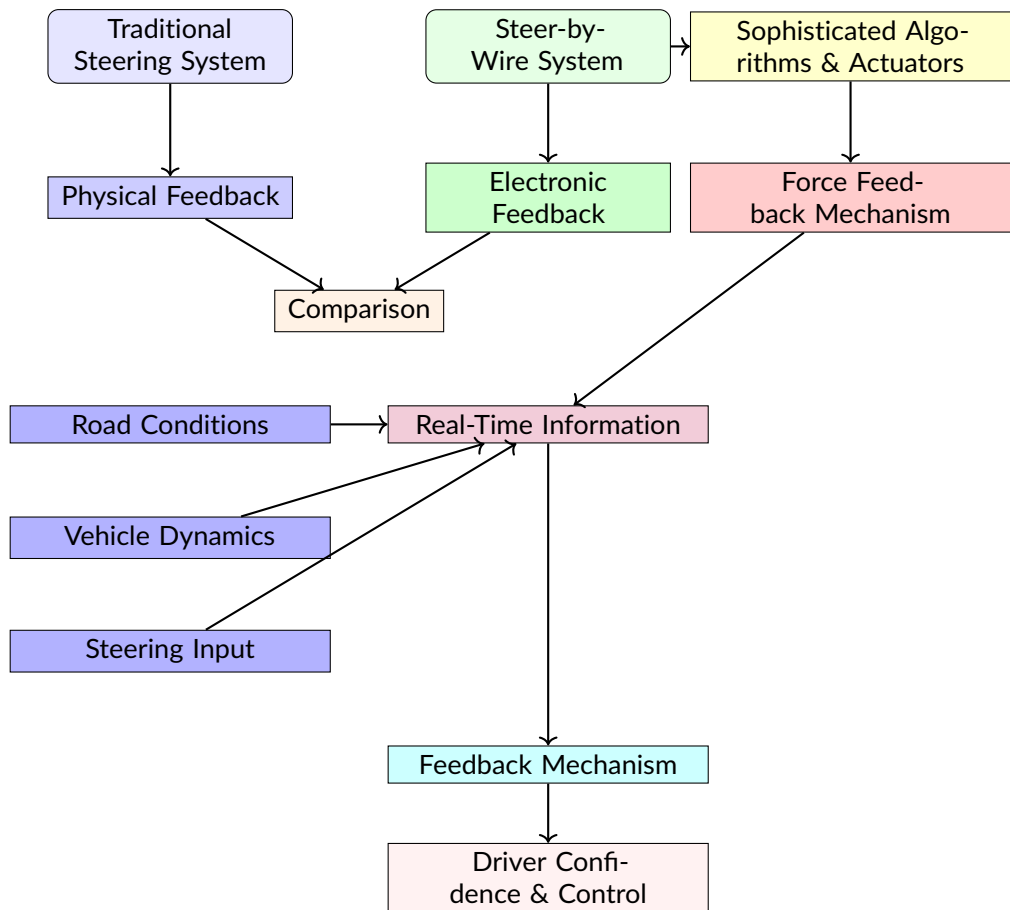 Traditional
Steering System
Steer-by-
Wire System
Sophisticated Algo-
rithms & Actuators
Physical Feedback
Electronic
Feedback
Force Feed-
back Mechanism
Comparison
Road Conditions
Real-Time Information
Vehicle Dynamics
Steering Input
Feedback Mechanism
Driver Confi-
dence & Control